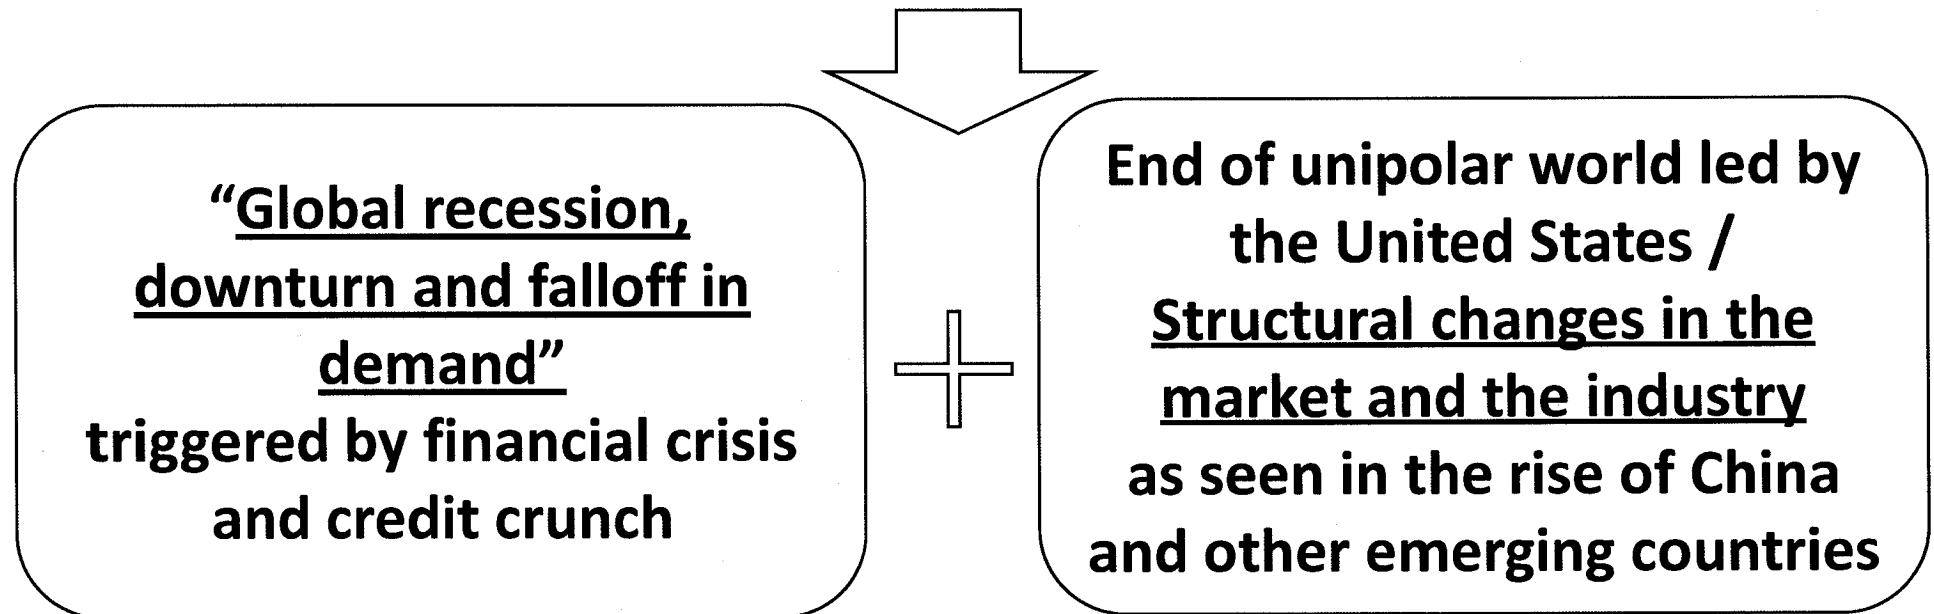 “Global recession,
downturn and falloff in
demand”
triggered by financial crisis
and credit crunch
End of unipolar world led by
the United States /
Structural changes in the
market and the industry
as seen in the rise of China
and other emerging countries